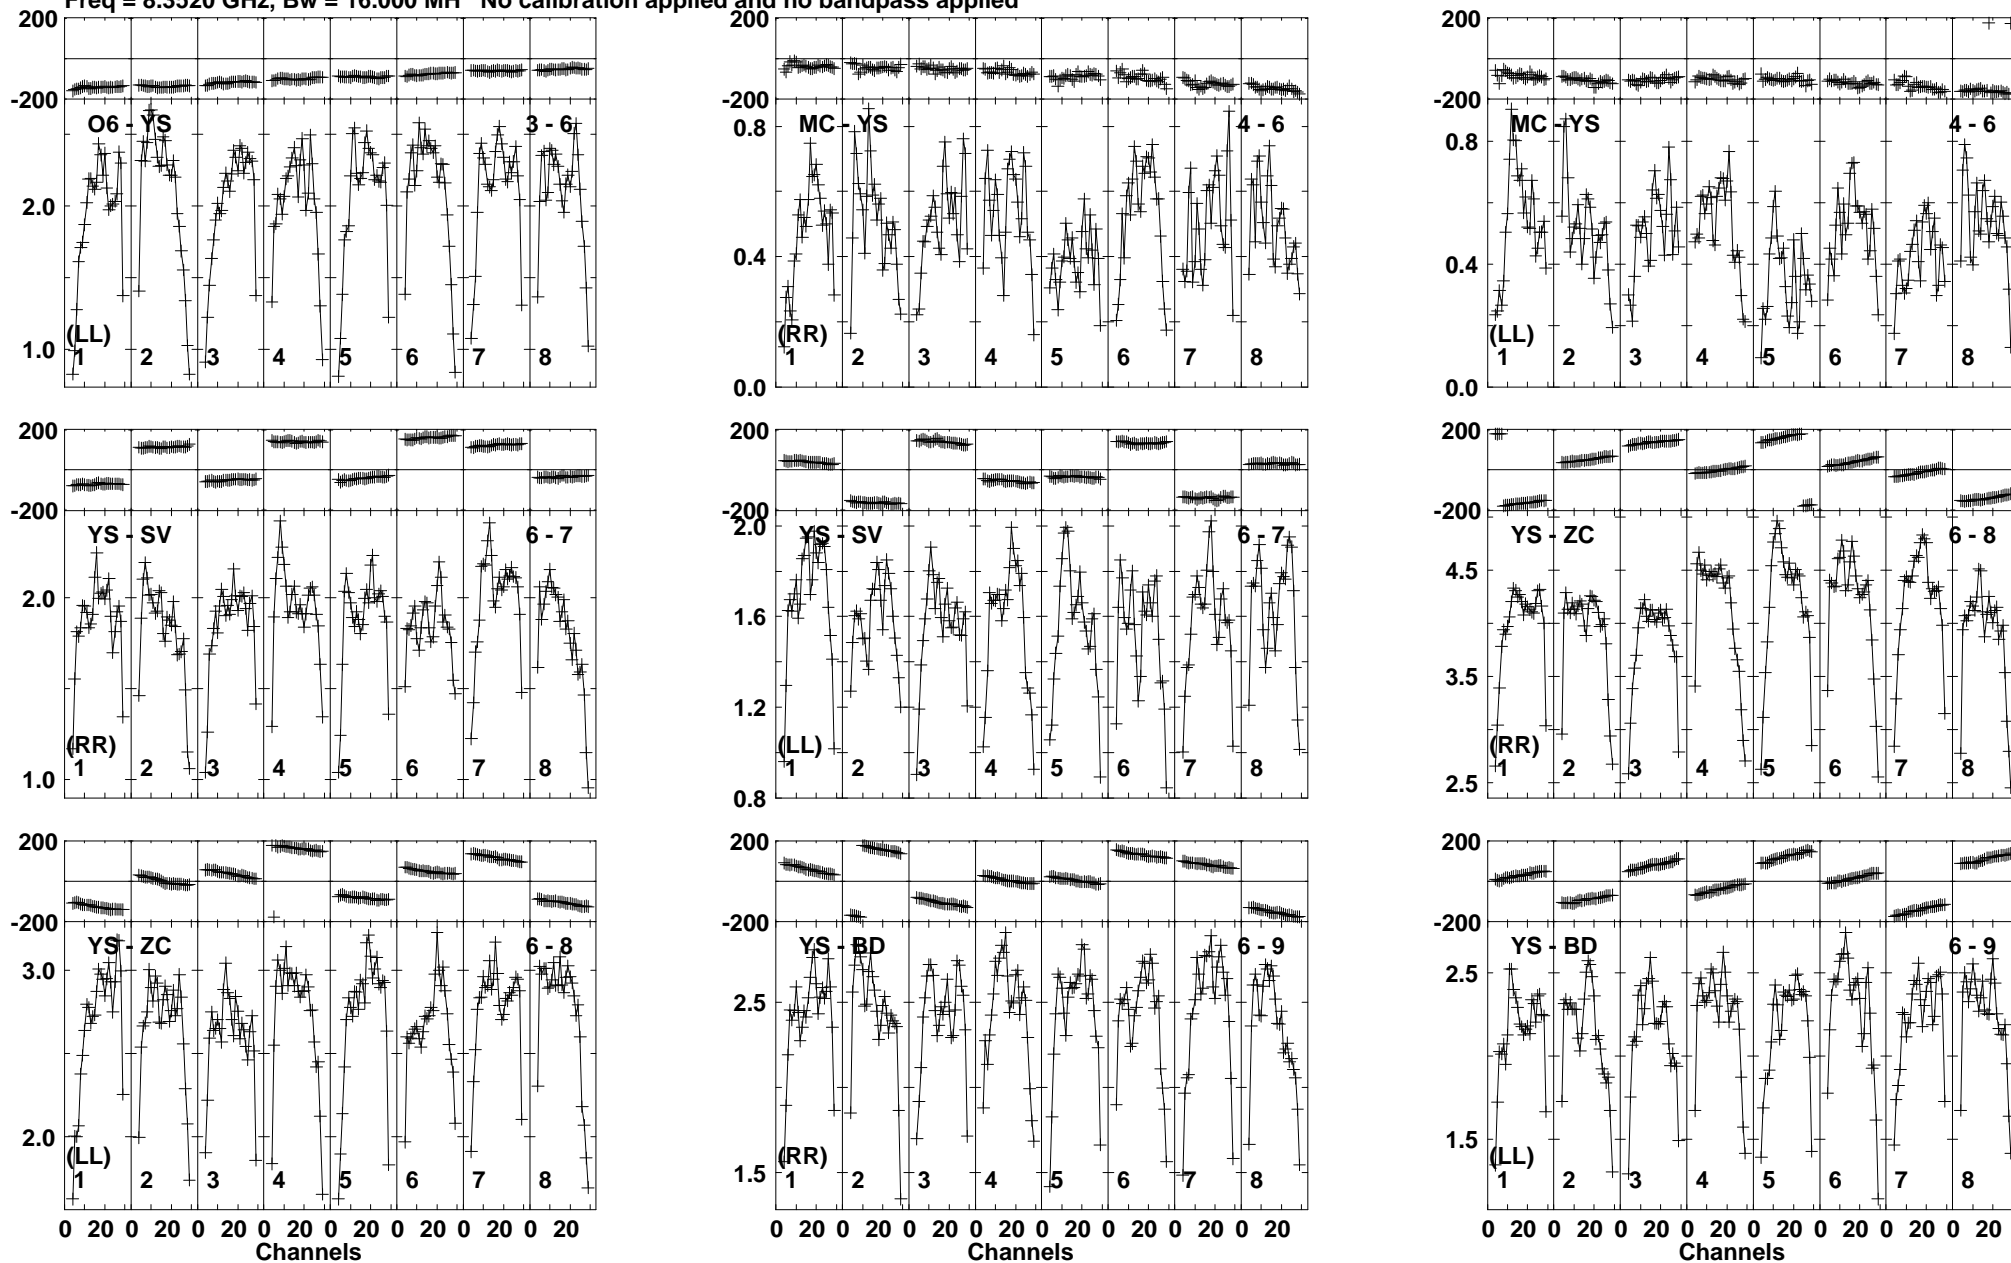 Freq = 8.3520 GHz, Bw = 16.000 MH No calibration applied and no bandpass applied
200 200 200
-200 -200 -200
O6 - YS 3 - 6 MC - YS 4 - 6 MC - YS 4 - 6
0.8 0.8
2.0
0.4 0.4
(LL) (RR) (LL)
1.0
1 2 3 4 5 6 7 8 1 2 3 4 5 6 7 8 1 2 3 4 5 6 7 8
0.0 0.0
200 200 200
-200 -200 -200
2.0
YS - SV 6 - 7 YS - SV 6 - 7 YS - ZC 6 - 8
4.5
2.0 1.6
3.5
1.2
(RR) (LL) (RR)
1 2 3 4 5 6 7 8 1 2 3 4 5 6 7 8 1 2 3 4 5 6 7 8
1.0 2.5
0.8
200 200 200
-200 -200 -200
YS - ZC 6 - 8 YS - BD 6 - 9 YS - BD 6 - 9
3.0 2.5
2.5
2.0 1.5
(LL) (RR) (LL)
1.5
1 2 3 4 5 6 7 8 1 2 3 4 5 6 7 8 1 2 3 4 5 6 7 8
0 20 0 20 0 20 0 20 0 20 0 20 0 20 0 20 0 20 0 20 0 20 0 20 0 20 0 20 0 20 0 20 0 20 0 20 0 20 0 20 0 20 0 20 0 20 0 20
Channels Channels Channels